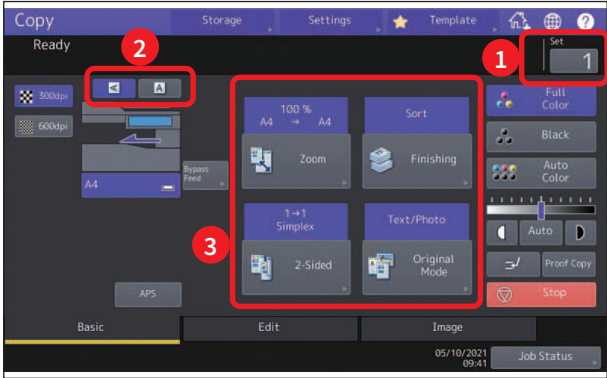 Copy
Storage
Settings
Template
?
Ready
2
1
Set
1
A
A
300dpi
600dpi
A4
Bypass
Feed
APS
100 %
A4 → A4
Zoom
Sort
Finishing
3
1→1
Simplex
2-Sided
Text/Photo
Original
Mode
Full
Color
Black
Auto
Color
Auto
Proof Copy
Stop
Basic
Edit
Image
05/10/2021
09:41
Job Status